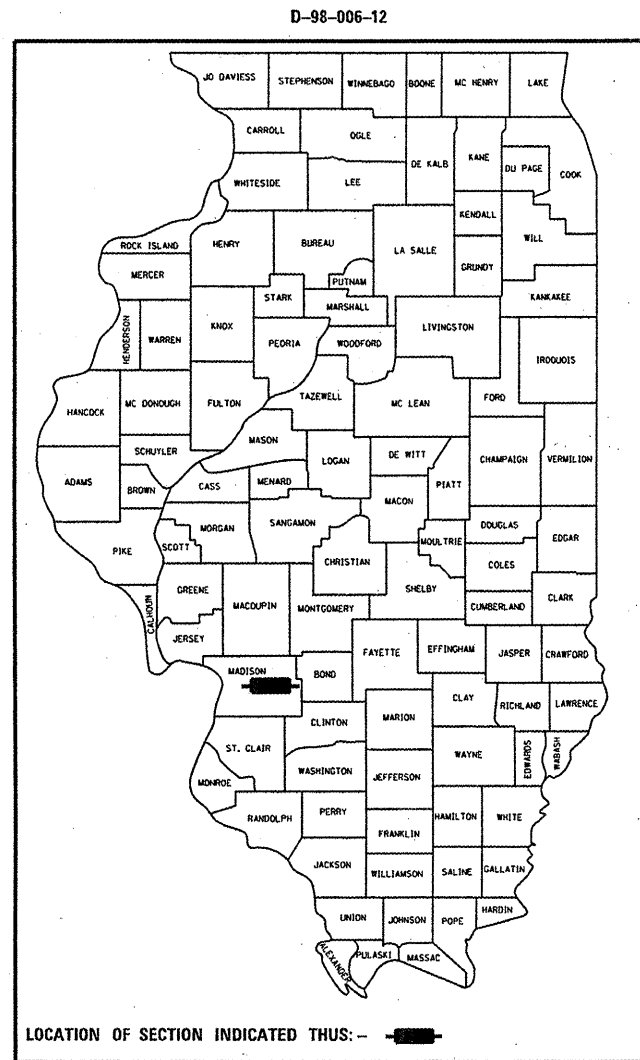 D-98-006-12
JO DAVIESS
STEPHENSON
WINNEBAGO
BOONE
MC HENRY
LAKE
CARROLL
OGLE
DE KALB
KANE
DU PAGE
COOK
WHITESIDE
LEE
KENDALL
WILL
ROCK ISLAND
HENRY
BUREAU
LA SALLE
GRUNDY
MERCER
PUTNAM
STARK
MARSHALL
KANKAKEE
HENDERSON
WARREN
KNOX
PEORIA
WOODFORD
LIVINGSTON
IROQUOIS
HANCOCK
MC DONOUGH
FULTON
TAZEWELL
MC LEAN
FORD
MASON
SCHUYLER
LOGAN
DE WITT
CHAMPAIGN
VERMILION
ADAMS
BROWN
CASS
MENARD
MACON
PIATT
MORGAN
SANGAMON
DOUGLAS
EDGAR
PIKE
SCOTT
CHRISTIAN
MOULTRIE
COLES
CALHOUN
GREENE
MACOUPIN
MONTGOMERY
SHELBY
CUMBERLAND
CLARK
JERSEY
FAYETTE
EFFINGHAM
JASPER
CRAWFORD
MADISON
BOND
CLAY
RICHLAND
LAWRENCE
CLINTON
MARION
ST. CLAIR
WAYNE
EDWARDS
WABASH
WASHINGTON
JEFFERSON
MONROE
RANDOLPH
PERRY
HAMILTON
WHITE
FRANKLIN
JACKSON
WILLIAMSON
SALINE
GALLATIN
UNION
JOHNSON
POPE
HARDIN
ALEXANDER
PULASKI
MASSAC
LOCATION OF SECTION INDICATED THUS: -